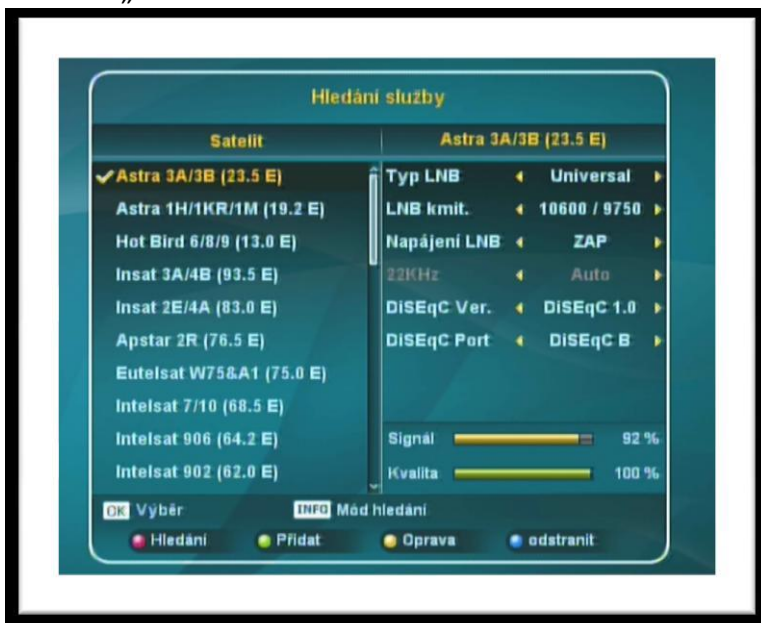 „
Hledání služby
Satelit
Astra 3A/3B (23.5 E)
Astra 3A/3B (23.5 E)
Astra 1H/1KR/1M (19.2 E)
Hot Bird 6/8/9 (13.0 E)
Insat 3A/4B (93.5 E)
Insat 2E/4A (83.0 E)
Apstar 2R (76.5 E)
Eutelsat W75&A1 (75.0 E)
Intelsat 7/10 (68.5 E)
Intelsat 906 (64.2 E)
Intelsat 902 (62.0 E)
Typ LNB Universal
LNB kmit. 10600 / 9750
Napájení LNB ZAP
22KHz Auto
DiSEqC Ver. DiSEqC 1.0
DiSEqC Port DiSEqC B
Signál 92 %
Kvalita 100 %
OK Výběr INFO Mód hledání
Hledání Přidat Oprava odstranit